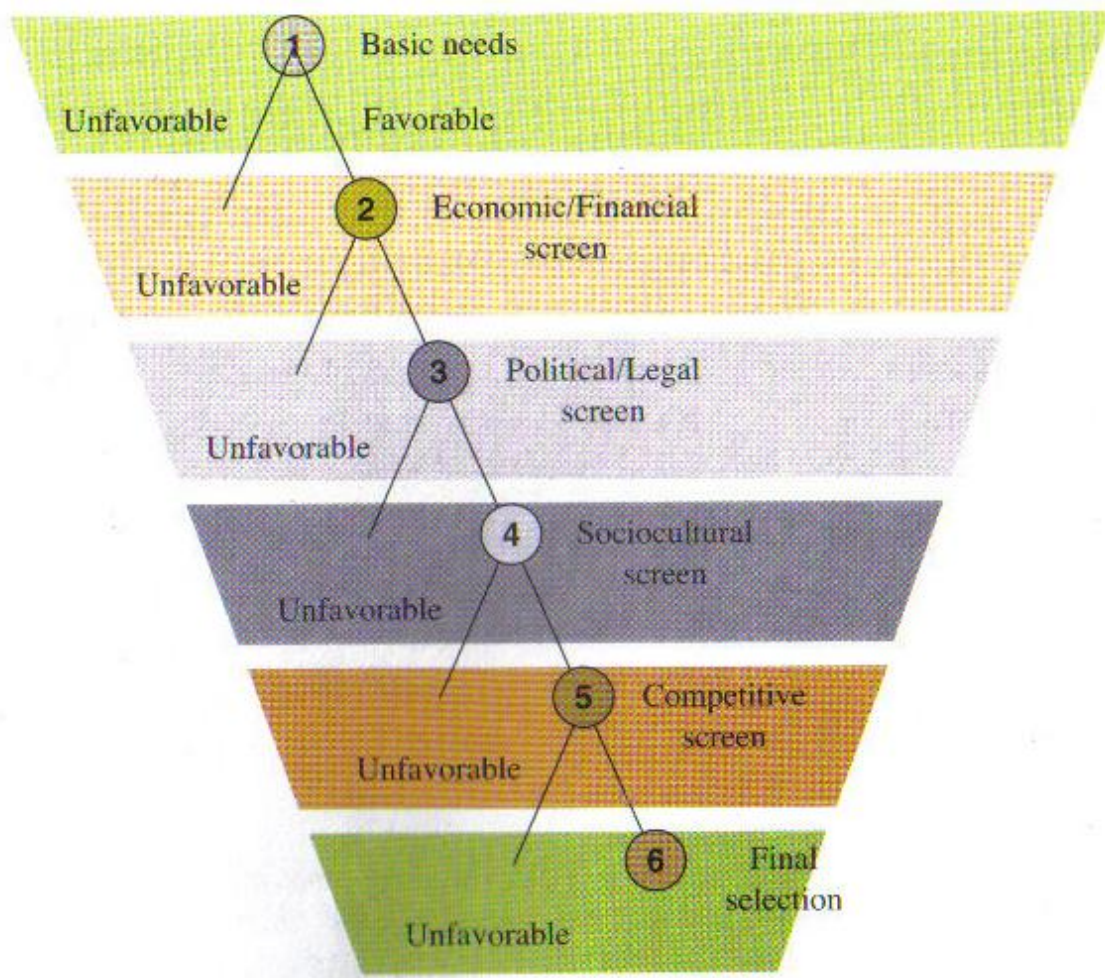 1 Basic needs
Unfavorable Favorable
2 Economic/Financial
screen
Unfavorable
3 Political/Legal
screen
Unfavorable
4 Sociocultural
screen
Unfavorable
5 Competitive
screen
Unfavorable
6 Final
selection
Unfavorable